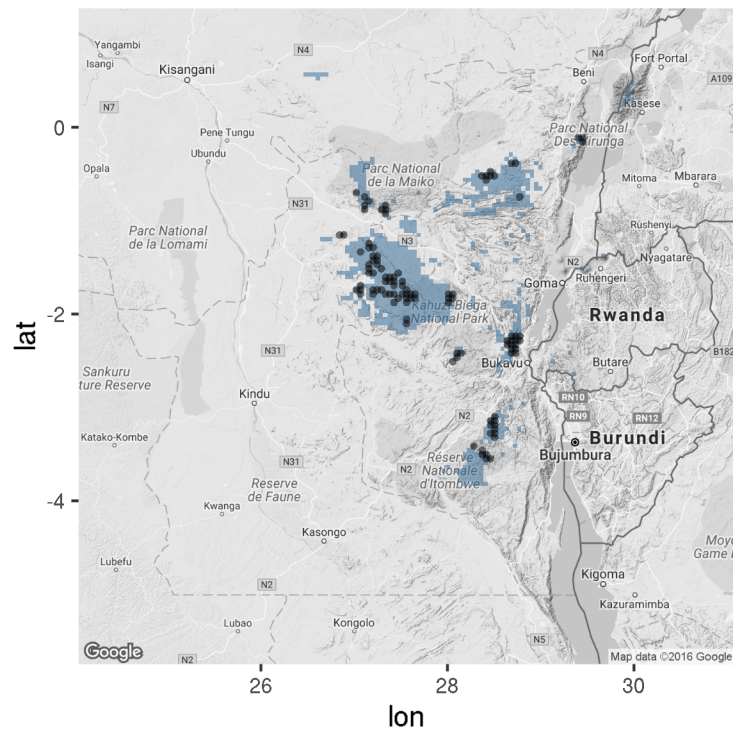 Yangambi
Isangi
N4
Kisangani
N4
Fort Portal
Beni
A109
Kasese
N7
0
Pene Tungu
Parc National
Des Virunga
Ubundu
Opala
Parc National
de la Maiko
Mitoma
Mbarara
N31
Parc National
de la Lomami
Rushenyi
N3
Nyagatare
N2
Goma
Ruhengeri
-2
Kahuzi-Biega
National Park
Rwanda
N31
Bukavu
Butare
B182
Sankuru
ture Reserve
Kindu
RN10
N2
RN9
RN12
Katako-Kombe
Burundi
Bujumbura
N31
N2
Réserve
Nationale
d'Itombwe
Reserve
de Faune
-4
Kwanga
Kasongo
Moyo
Game
Lubefu
Kigoma
N2
Kazuramimba
Lubao
Kongolo
N5
Google
N2
Map data ©2016 Google
26
28
30
lon
lat